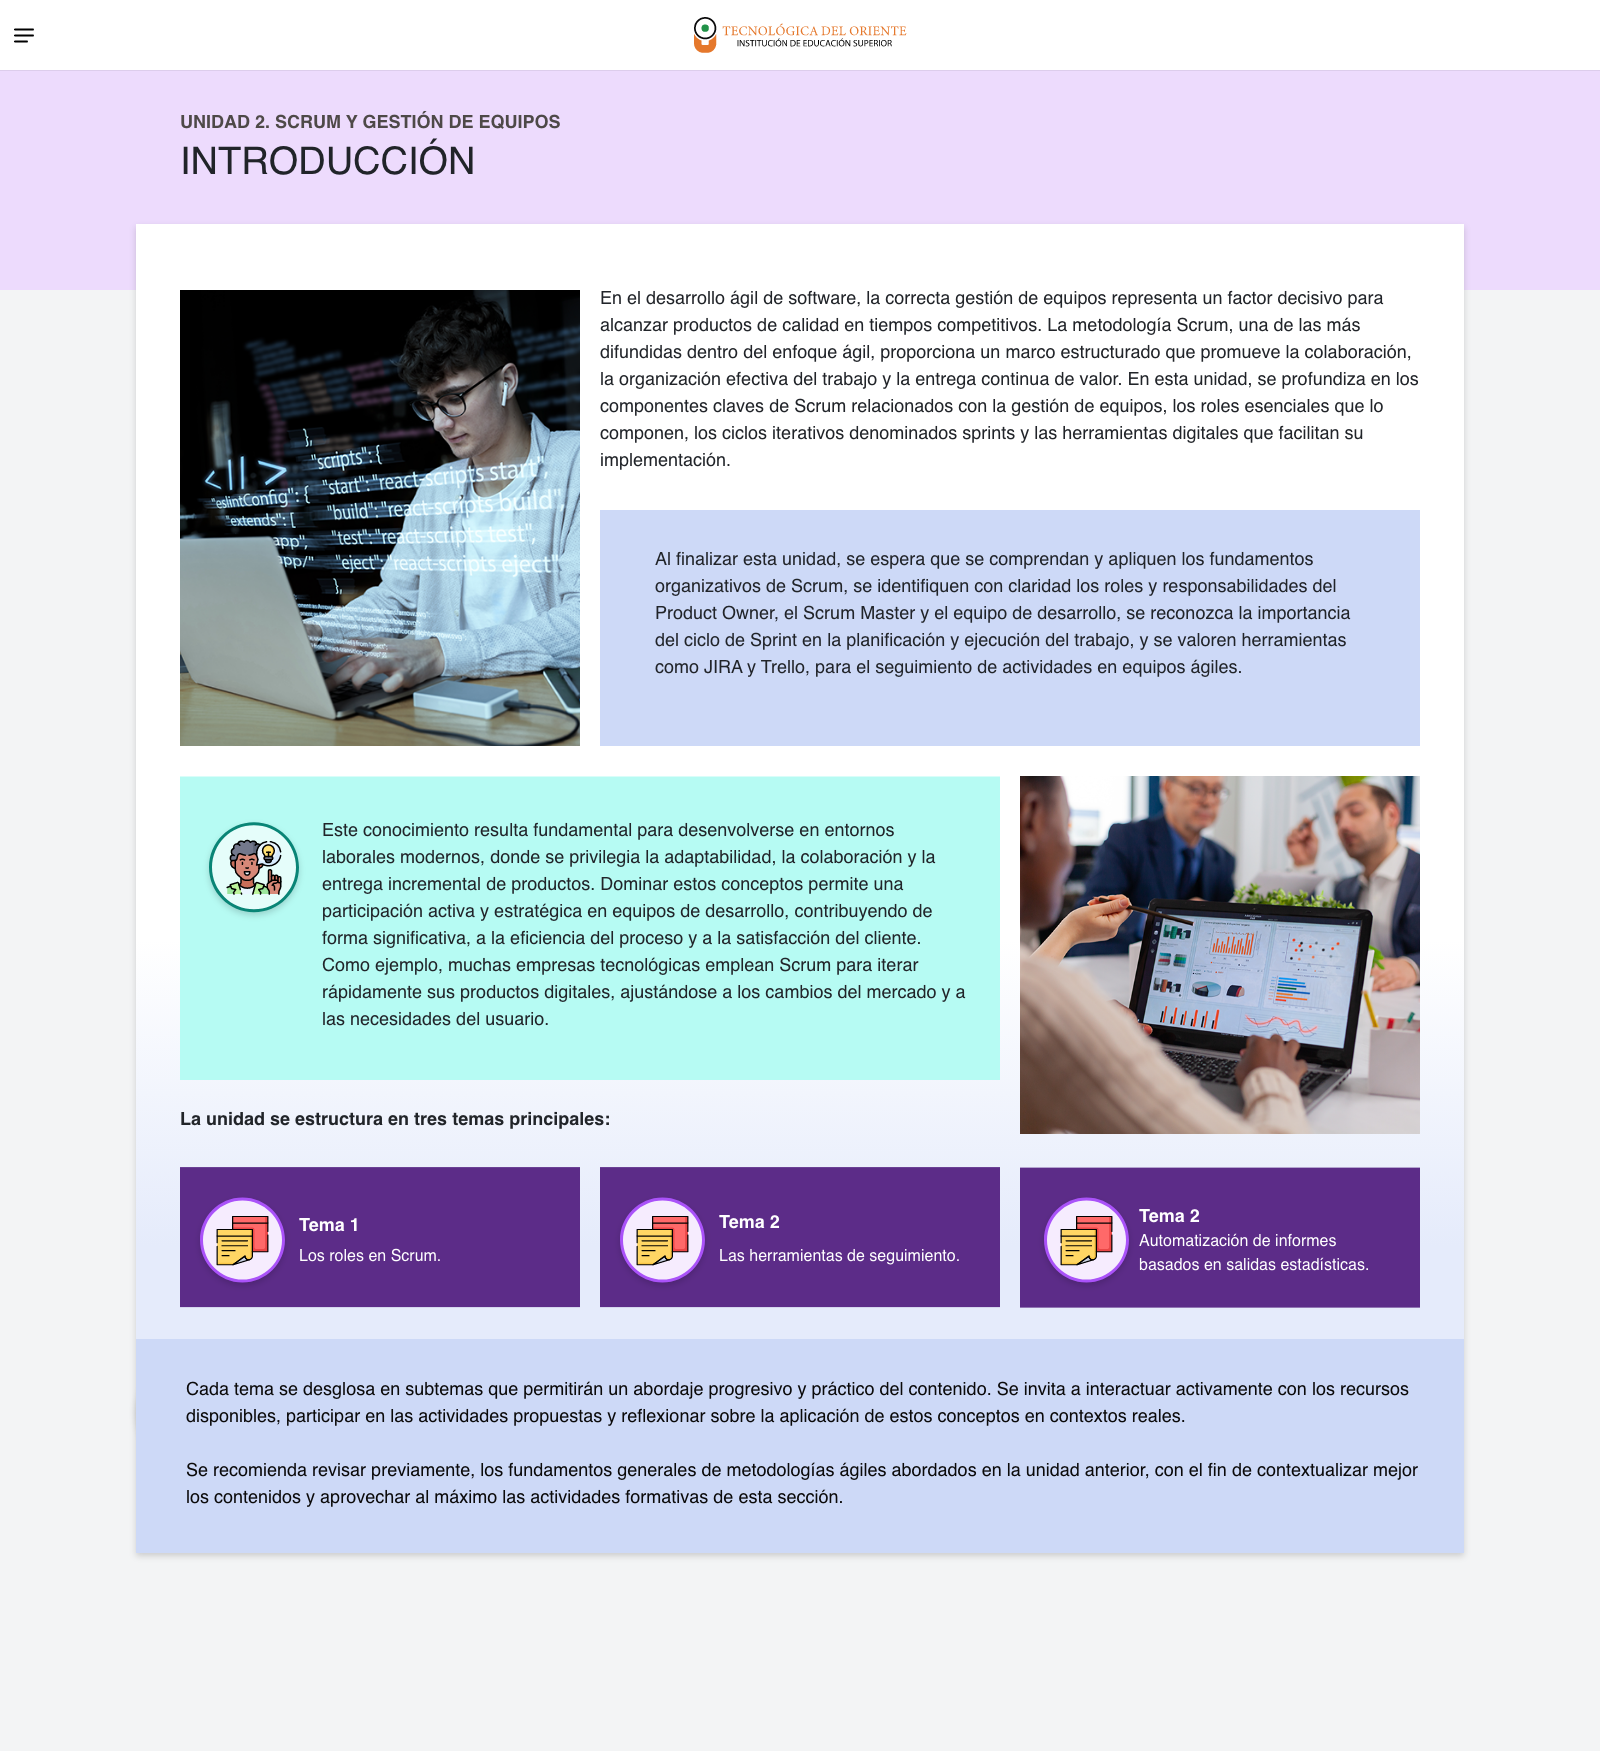 TECNOLÓGICA DEL ORIENTE
INSTITUCIÓN DE EDUCACIÓN SUPERIOR
UNIDAD 2. SCRUM Y GESTIÓN DE EQUIPOS
INTRODUCCIÓN
En el desarrollo ágil de software, la correcta gestión de equipos representa un factor decisivo para
alcanzar productos de calidad en tiempos competitivos. La metodología Scrum, una de las más
difundidas dentro del enfoque ágil, proporciona un marco estructurado que promueve la colaboración,
la organización efectiva del trabajo y la entrega continua de valor. En esta unidad, se profundiza en los
componentes claves de Scrum relacionados con la gestión de equipos, los roles esenciales que lo
componen, los ciclos iterativos denominados sprints y las herramientas digitales que facilitan su
implementación.
},
<||>
"scripts":{
"eslintConfig": {
"start":"react-scripts start",
"extends": [
"build":"react-scripts build",
app",
"test":"react-scripts test",
app/"
"eject":"react-scripts eject"
},
Al finalizar esta unidad, se espera que se comprendan y apliquen los fundamentos
organizativos de Scrum, se identifiquen con claridad los roles y responsabilidades del
Product Owner, el Scrum Master y el equipo de desarrollo, se reconozca la importancia
del ciclo de Sprint en la planificación y ejecución del trabajo, y se valoren herramientas
como JIRA y Trello, para el seguimiento de actividades en equipos ágiles.
Este conocimiento resulta fundamental para desenvolverse en entornos
laborales modernos, donde se privilegia la adaptabilidad, la colaboración y la
entrega incremental de productos. Dominar estos conceptos permite una
participación activa y estratégica en equipos de desarrollo, contribuyendo de
forma significativa, a la eficiencia del proceso y a la satisfacción del cliente.
Como ejemplo, muchas empresas tecnológicas emplean Scrum para iterar
rápidamente sus productos digitales, ajustándose a los cambios del mercado y a
las necesidades del usuario.
La unidad se estructura en tres temas principales:
Tema 1
Los roles en Scrum.
Tema 2
Las herramientas de seguimiento.
Tema 2
Automatización de informes
basados en salidas estadísticas.
Cada tema se desglosa en subtemas que permitirán un abordaje progresivo y práctico del contenido. Se invita a interactuar activamente con los recursos
disponibles, participar en las actividades propuestas y reflexionar sobre la aplicación de estos conceptos en contextos reales.
Se recomienda revisar previamente, los fundamentos generales de metodologías ágiles abordados en la unidad anterior, con el fin de contextualizar mejor
los contenidos y aprovechar al máximo las actividades formativas de esta sección.